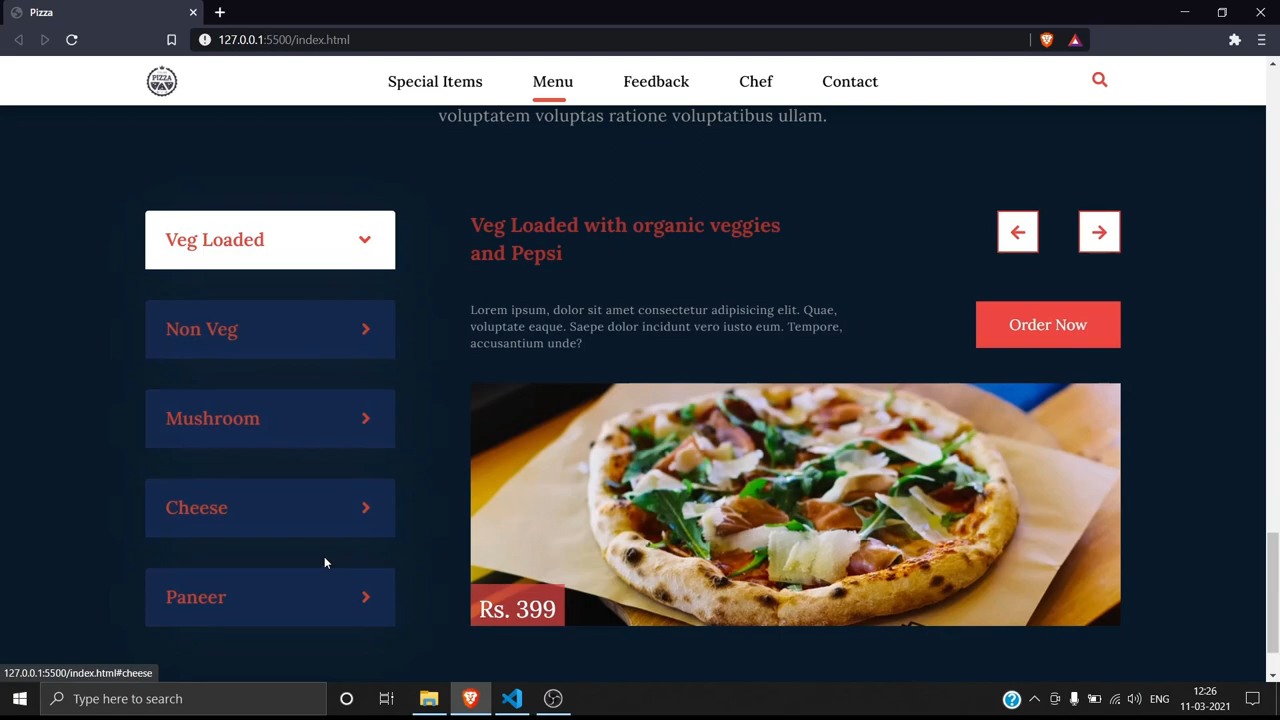 Pizza
127.0.0.1:5500/index.html
PIZZA
Special Items
Menu
Feedback
Chef
Contact
voluptatem voluptas ratione voluptatibus ullam.
Veg Loaded
Non Veg
Mushroom
Cheese
Paneer
Veg Loaded with organic veggies
and Pepsi
Lorem ipsum, dolor sit amet consectetur adipisicing elit. Quae,
voluptate eaque. Saepe dolor incidunt vero iusto eum. Tempore,
accusantium unde?
Order Now
Rs. 399
127.0.0.1:5500/index.html#cheese
Type here to search
ENG
12:26
11-03-2021